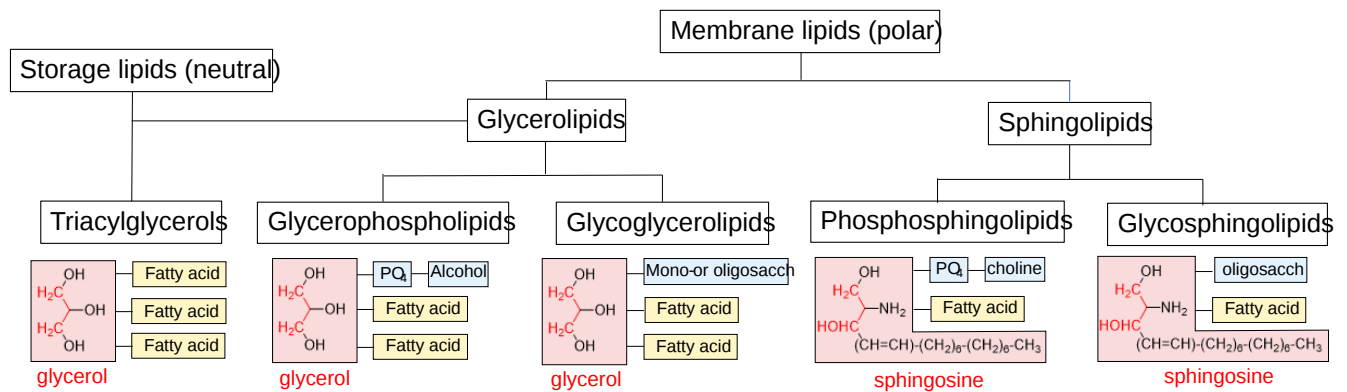 Membrane lipids (polar)
Storage lipids (neutral)
Glycerolipids
Sphingolipids
Triacylglycerols
Glycerophospholipids
Glycoglycerolipids
Phosphosphingolipids
Glycosphingolipids
OH
H₂C
OH
H₂C
OH
Fatty acid
Fatty acid
Fatty acid
glycerol
OH
H₂C
OH
H₂C
OH
PO₄
Alcohol
Fatty acid
Fatty acid
glycerol
OH
H₂C
OH
H₂C
OH
Mono-or oligosacch
Fatty acid
Fatty acid
glycerol
OH
H₂C
NH₂
HOHC
(CH=CH)-(CH₂)₆-(CH₂)₆-CH₃
PO₄
choline
Fatty acid
sphingosine
OH
H₂C
NH₂
HOHC
(CH=CH)-(CH₂)₆-(CH₂)₆-CH₃
oligosacch
Fatty acid
sphingosine